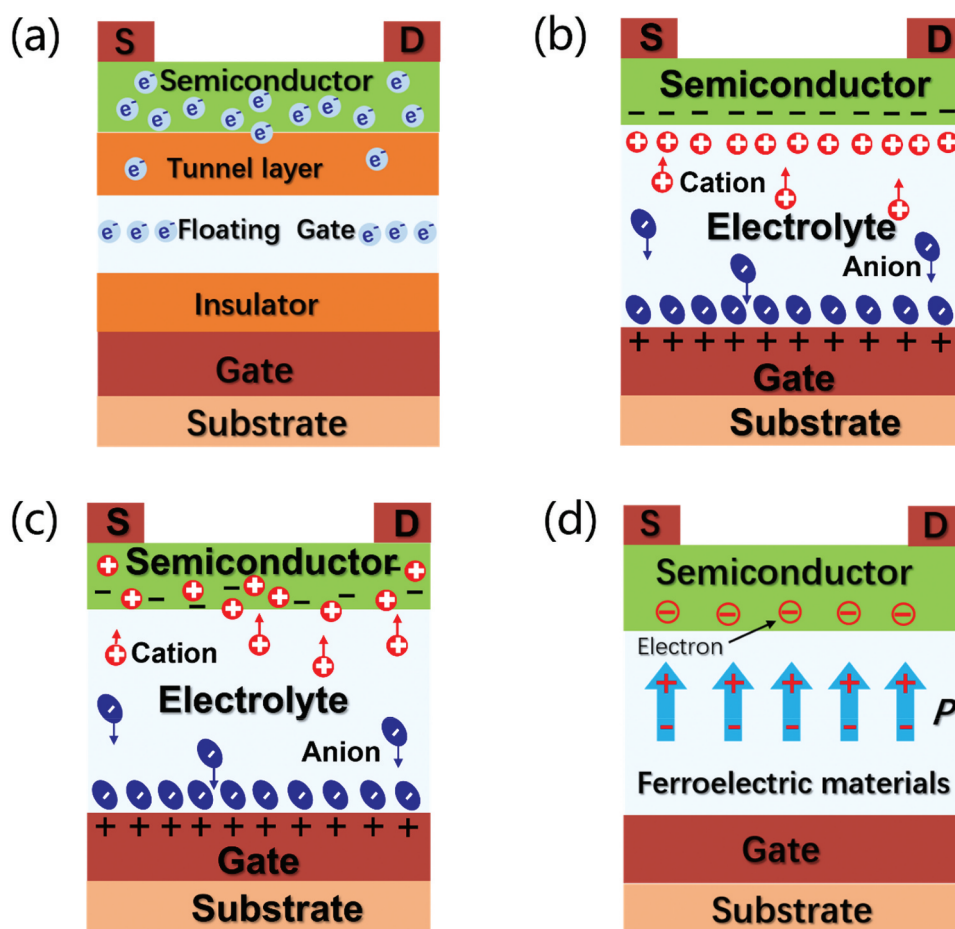 (a)
S D
Semiconductor
e⁻ e⁻ e⁻ e⁻ e⁻ e⁻ e⁻ e⁻ e⁻ e⁻ e⁻ e⁻
Tunnel layer
e⁻ e⁻
e⁻ e⁻ e⁻ Floating Gate e⁻ e⁻ e⁻
Insulator
Gate
Substrate
(b)
S D
Semiconductor
− − − − − − − − − − −
+ + + + + + + + + + +
+ Cation + +
Electrolyte
Anion
+ + + + + + + + + +
Gate
Substrate
(c)
S D
Semiconductor
Cation
Electrolyte
Anion
+ + + + + + + + + +
Gate
Substrate
(d)
S D
Semiconductor
− − − − −
Electron
+ + + + +
P
− − − − −
Ferroelectric materials
Gate
Substrate